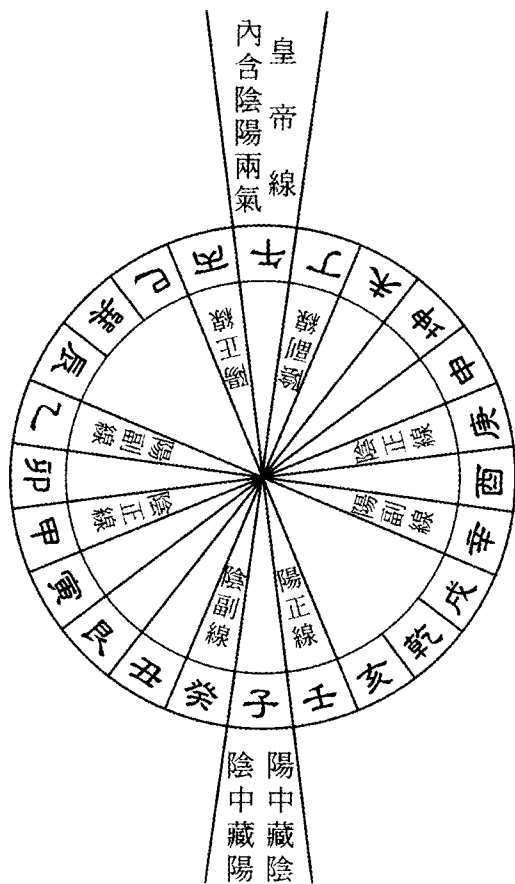 皇帝線
內含陰陽兩氣
午
丁
未
坤
申
庚
酉
辛
戌
乾
亥
壬
子
癸
丑
艮
寅
甲
卯
乙
辰
巽
巳
丙
陽正線
陰副線
陰正線
陽副線
陽正線
陰副線
陰正線
陽副線
陽中藏陰
陰中藏陽